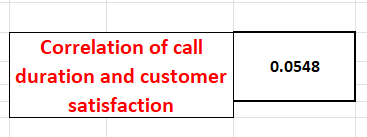 Correlation of call
duration and customer
satisfaction
0.0548